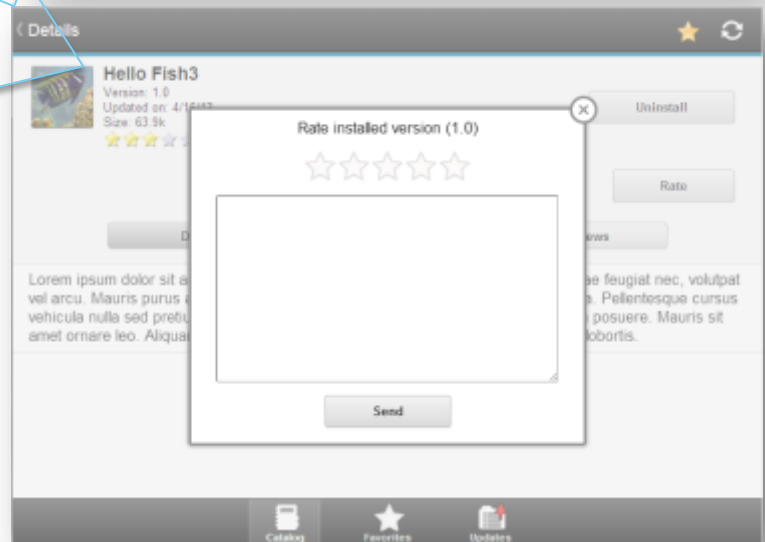 Details
Hello Fish3
Version: 1.0
Updated on: 4/16/
Size: 63.9k
Uninstall
Rate installed version (1.0)
Rate
D
ews
Lorem ipsum dolor sit a
ae feugiat nec, volutpat
vel arcu. Mauris purus
a. Pellentesque cursus
vehicula nulla sed pretiu
posuere. Mauris sit
amet ornare leo. Aliqua
lobortis.
Send
Catalog
Favorites
Updates